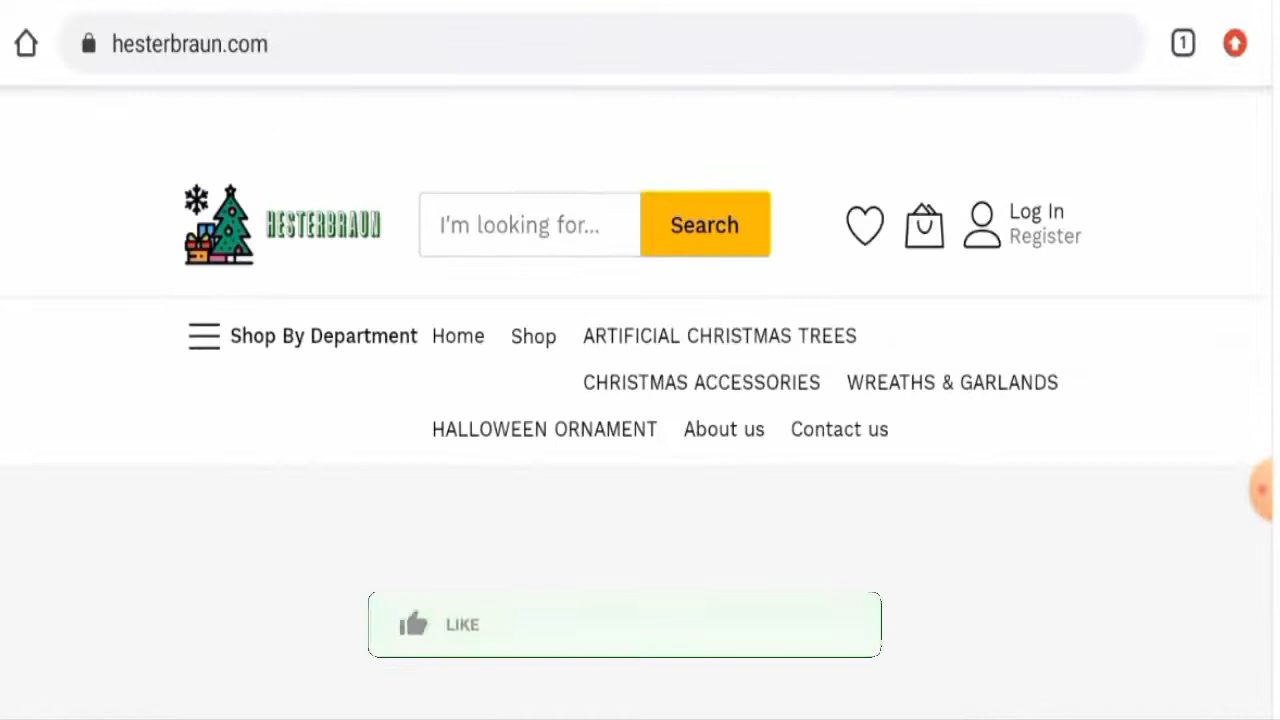 hesterbraun.com
1
HESTERBRAUN
I'm looking for...
Search
Log In
Register
Shop By Department Home Shop ARTIFICIAL CHRISTMAS TREES
CHRISTMAS ACCESSORIES WREATHS & GARLANDS
HALLOWEEN ORNAMENT About us Contact us
LIKE